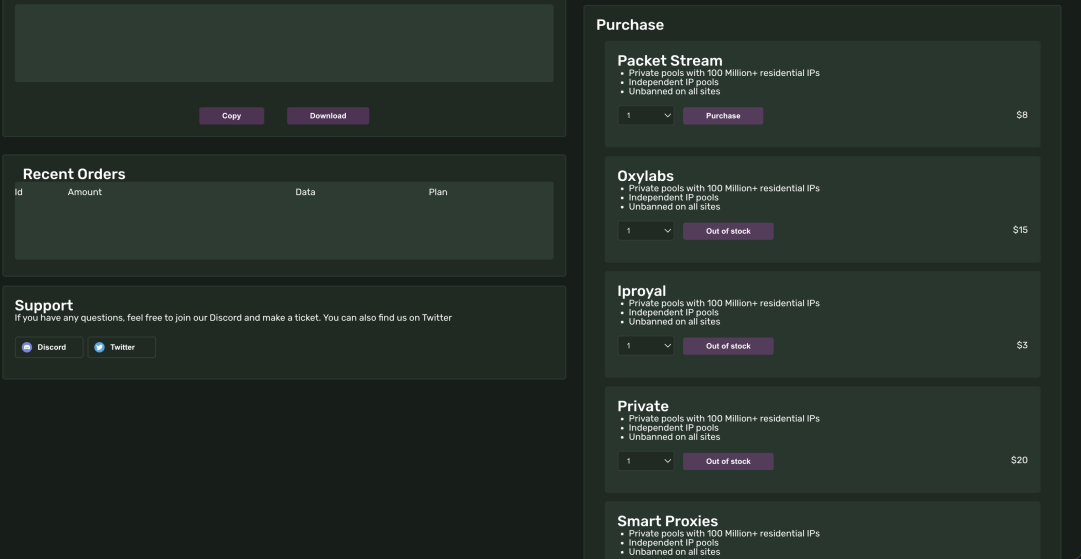 Copy
Download
Recent Orders
Id Amount Data Plan
Support
If you have any questions, feel free to join our Discord and make a ticket. You can also find us on Twitter
Discord
Twitter
Purchase
Packet Stream
Private pools with 100 Million+ residential IPs
Independent IP pools
Unbanned on all sites
1
Purchase
$8
Oxylabs
Private pools with 100 Million+ residential IPs
Independent IP pools
Unbanned on all sites
1
Out of stock
$15
Iproyal
Private pools with 100 Million+ residential IPs
Independent IP pools
Unbanned on all sites
1
Out of stock
$3
Private
Private pools with 100 Million+ residential IPs
Independent IP pools
Unbanned on all sites
1
Out of stock
$20
Smart Proxies
Private pools with 100 Million+ residential IPs
Independent IP pools
Unbanned on all sites